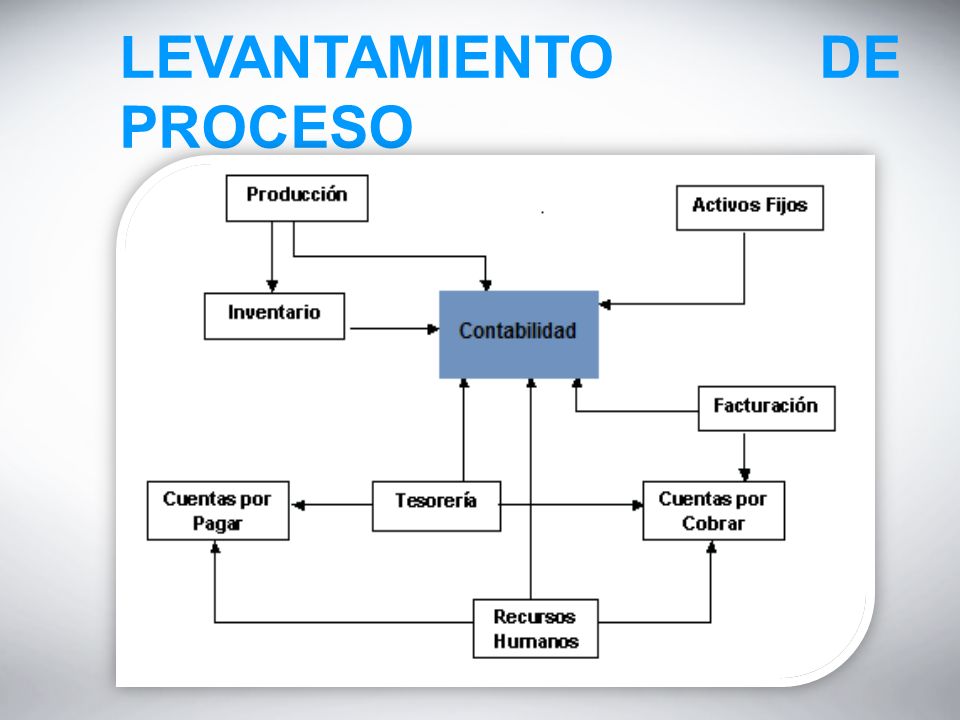 LEVANTAMIENTO DE
PROCESO
Producción
Activos Fijos
Inventario
Contabilidad
Facturación
Cuentas por
Pagar
Tesorería
Cuentas por
Cobrar
Recursos
Humanos